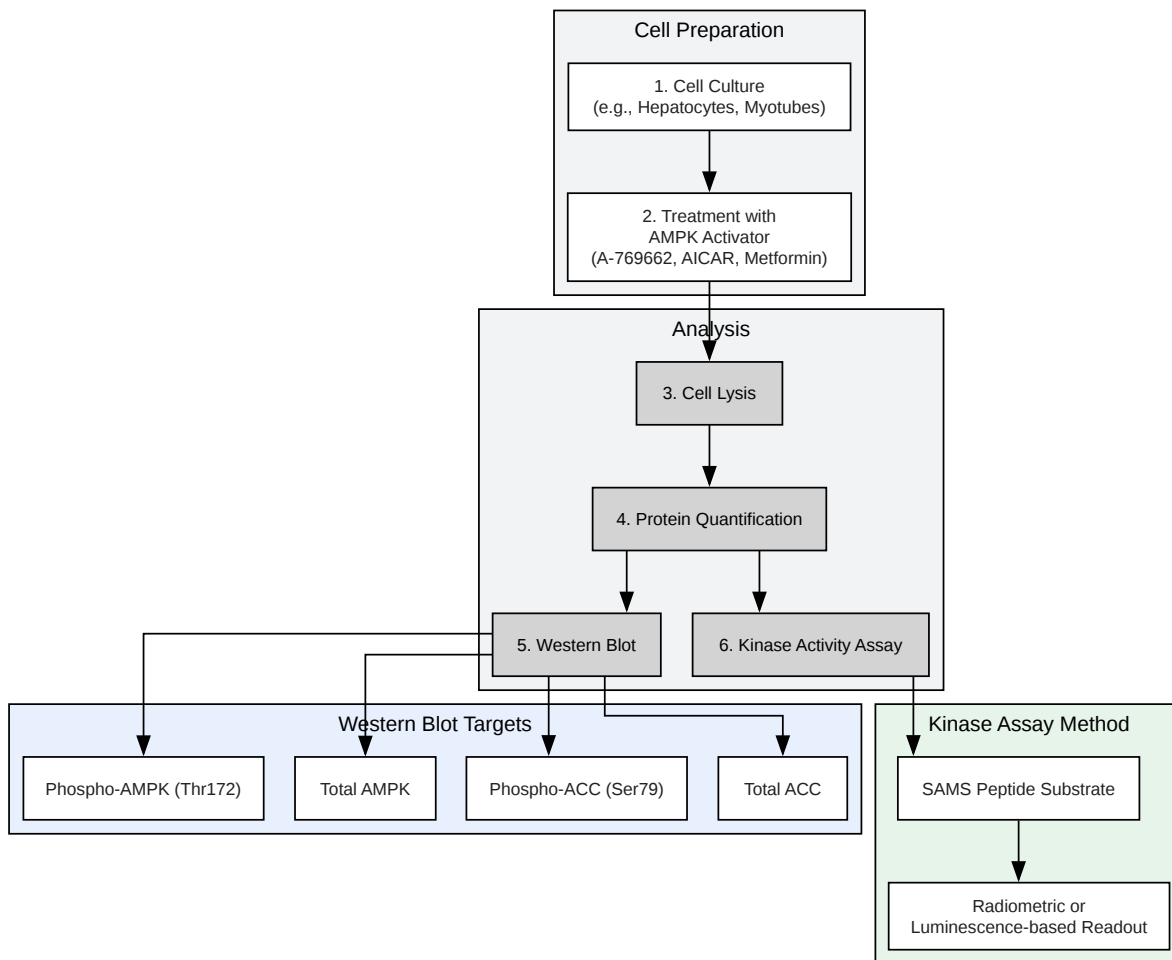 Cell Preparation
1. Cell Culture
(e.g., Hepatocytes, Myotubes)
2. Treatment with
AMPK Activator
(A-769662, AICAR, Metformin)
Analysis
3. Cell Lysis
4. Protein Quantification
5. Western Blot
6. Kinase Activity Assay
Western Blot Targets
Phospho-AMPK (Thr172)
Total AMPK
Phospho-ACC (Ser79)
Total ACC
Kinase Assay Method
SAMS Peptide Substrate
Radiometric or
Luminescence-based Readout